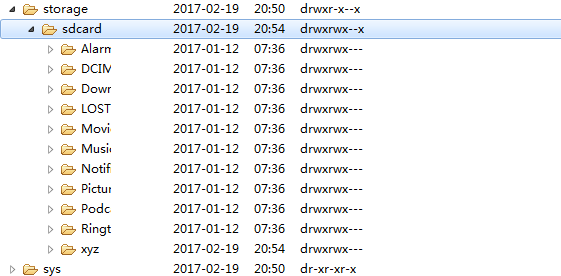 storage 2017-02-19 20:50 drwxr-x--x
sdcard 2017-02-19 20:54 drwxrwx--x
Alarm 2017-01-12 07:36 drwxrwx---
DCIM 2017-01-12 07:36 drwxrwx---
Down 2017-01-12 07:36 drwxrwx---
LOST 2017-01-12 07:36 drwxrwx---
Movi 2017-01-12 07:36 drwxrwx---
Musi 2017-01-12 07:36 drwxrwx---
Notifi 2017-01-12 07:36 drwxrwx---
Pictur 2017-01-12 07:36 drwxrwx---
Podca 2017-01-12 07:36 drwxrwx---
Ringt 2017-01-12 07:36 drwxrwx---
xyz 2017-02-19 20:54 drwxrwx---
sys 2017-02-19 20:50 dr-xr-xr-x